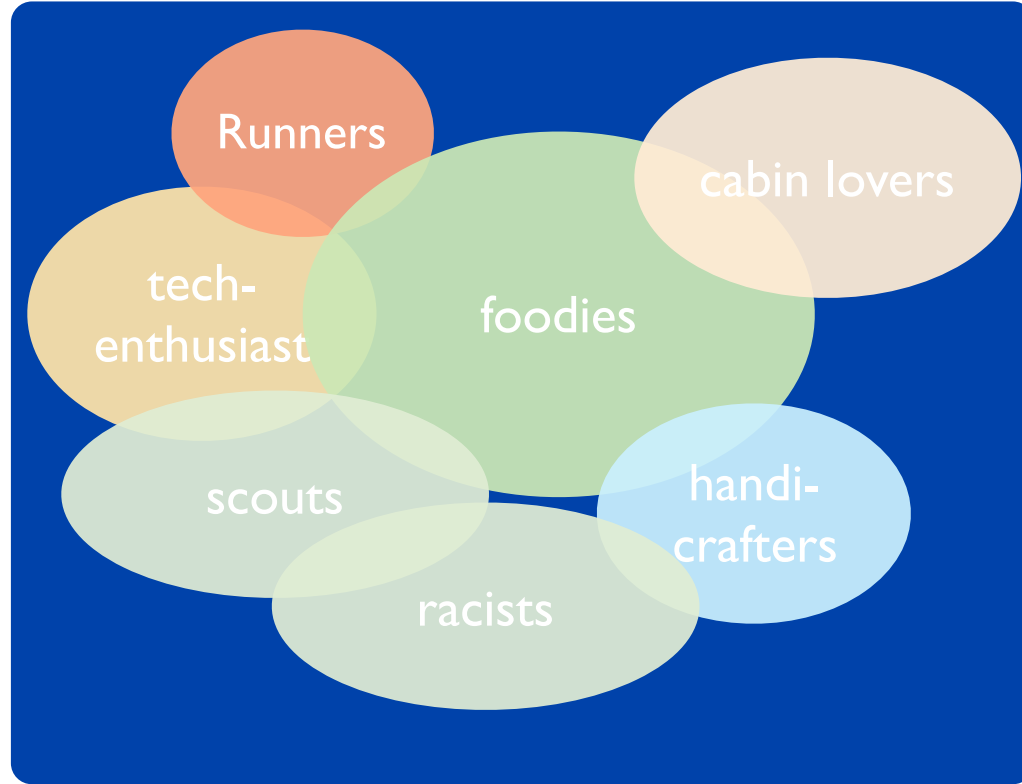 Runners
cabin lovers
tech-
enthusiast
foodies
handi-
crafters
scouts
racists